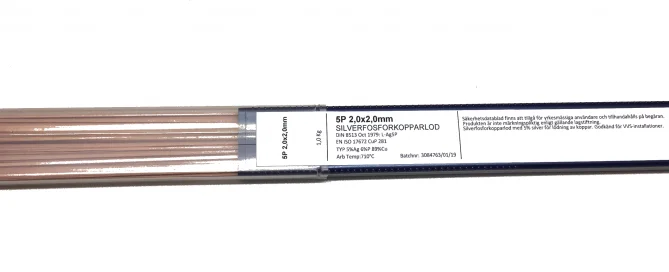 5P 2,0x2,0mm
1,0 Kg
5P 2,0x2,0mm
SILVERFOSFORKOPPARLOD
DIN 8513 Oct 1979: L-Ag5P
EN ISO 17672 CuP 281
TYP 5%Ag 6%P 89%Cu
Arb Temp:710°C
Batchnr: 3084763/01/19
Säkerhetsdatablad finns att tillgå för yrkesmässiga användare och tillhandahålls på begäran.
Produkten är inte märkningspliktig enligt gällande lagstiftning.
Silverfosforkopparlod med 5% silver för lödning av koppar. Godkänd för VVS-installationer.